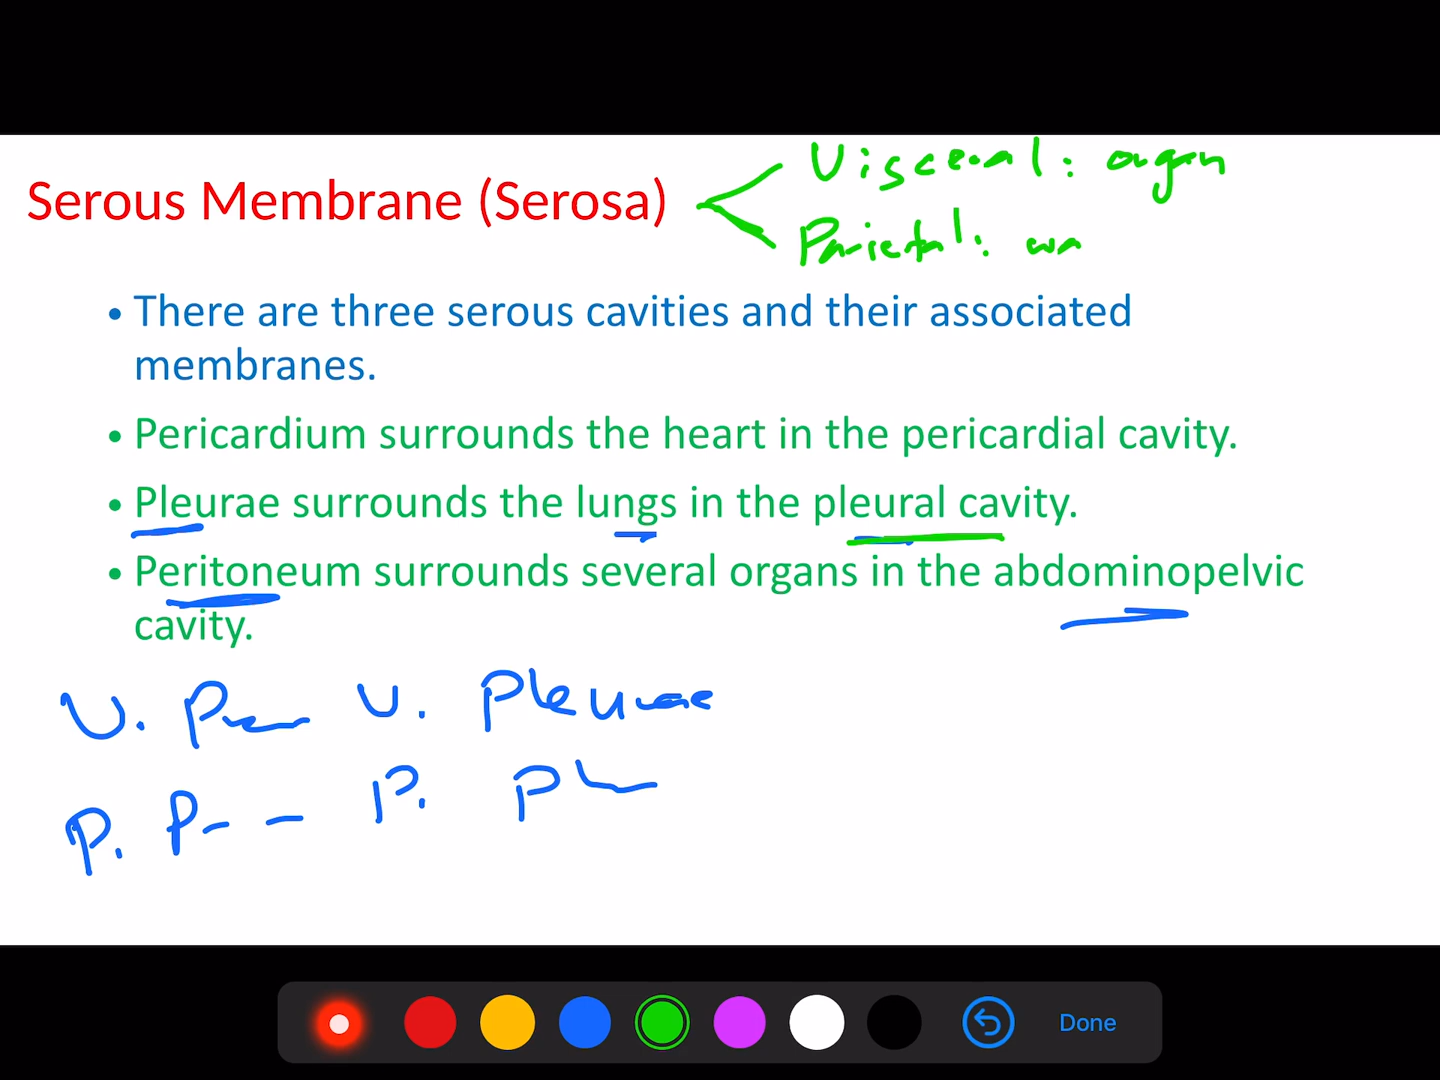 Visceral: organ
Serous Membrane (Serosa)
Parietal: wa
• There are three serous cavities and their associated
membranes.
• Pericardium surrounds the heart in the pericardial cavity.
• Pleurae surrounds the lungs in the pleural cavity.
• Peritoneum surrounds several organs in the abdominopelvic
cavity.
V. V. Pleurae
P. P. Pl
Done